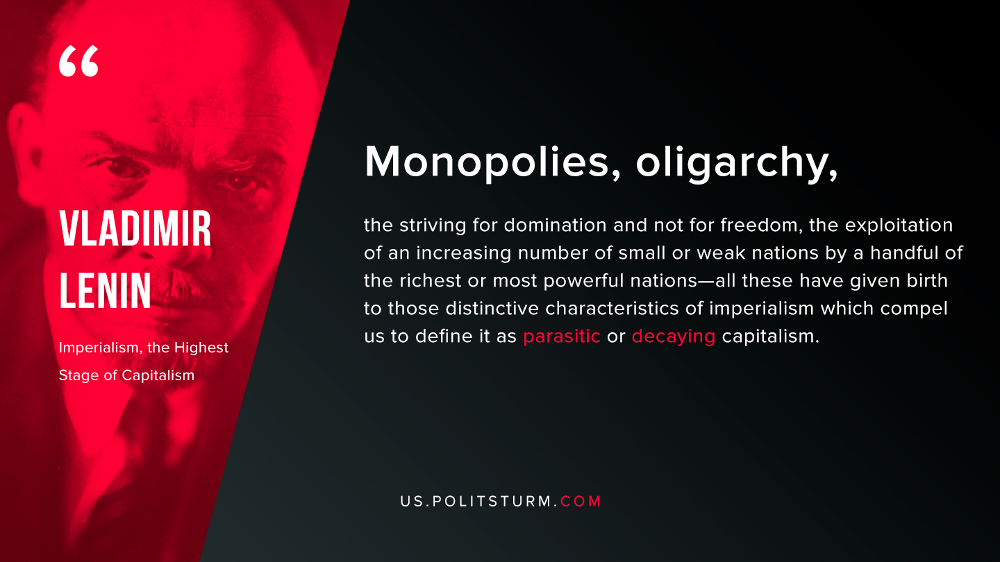 “
VLADIMIR
LENIN
Imperialism, the Highest
Stage of Capitalism
Monopolies, oligarchy,
the striving for domination and not for freedom, the exploitation
of an increasing number of small or weak nations by a handful of
the richest or most powerful nations—all these have given birth
to those distinctive characteristics of imperialism which compel
us to define it as parasitic or decaying capitalism.
US.POLITSTURM.COM